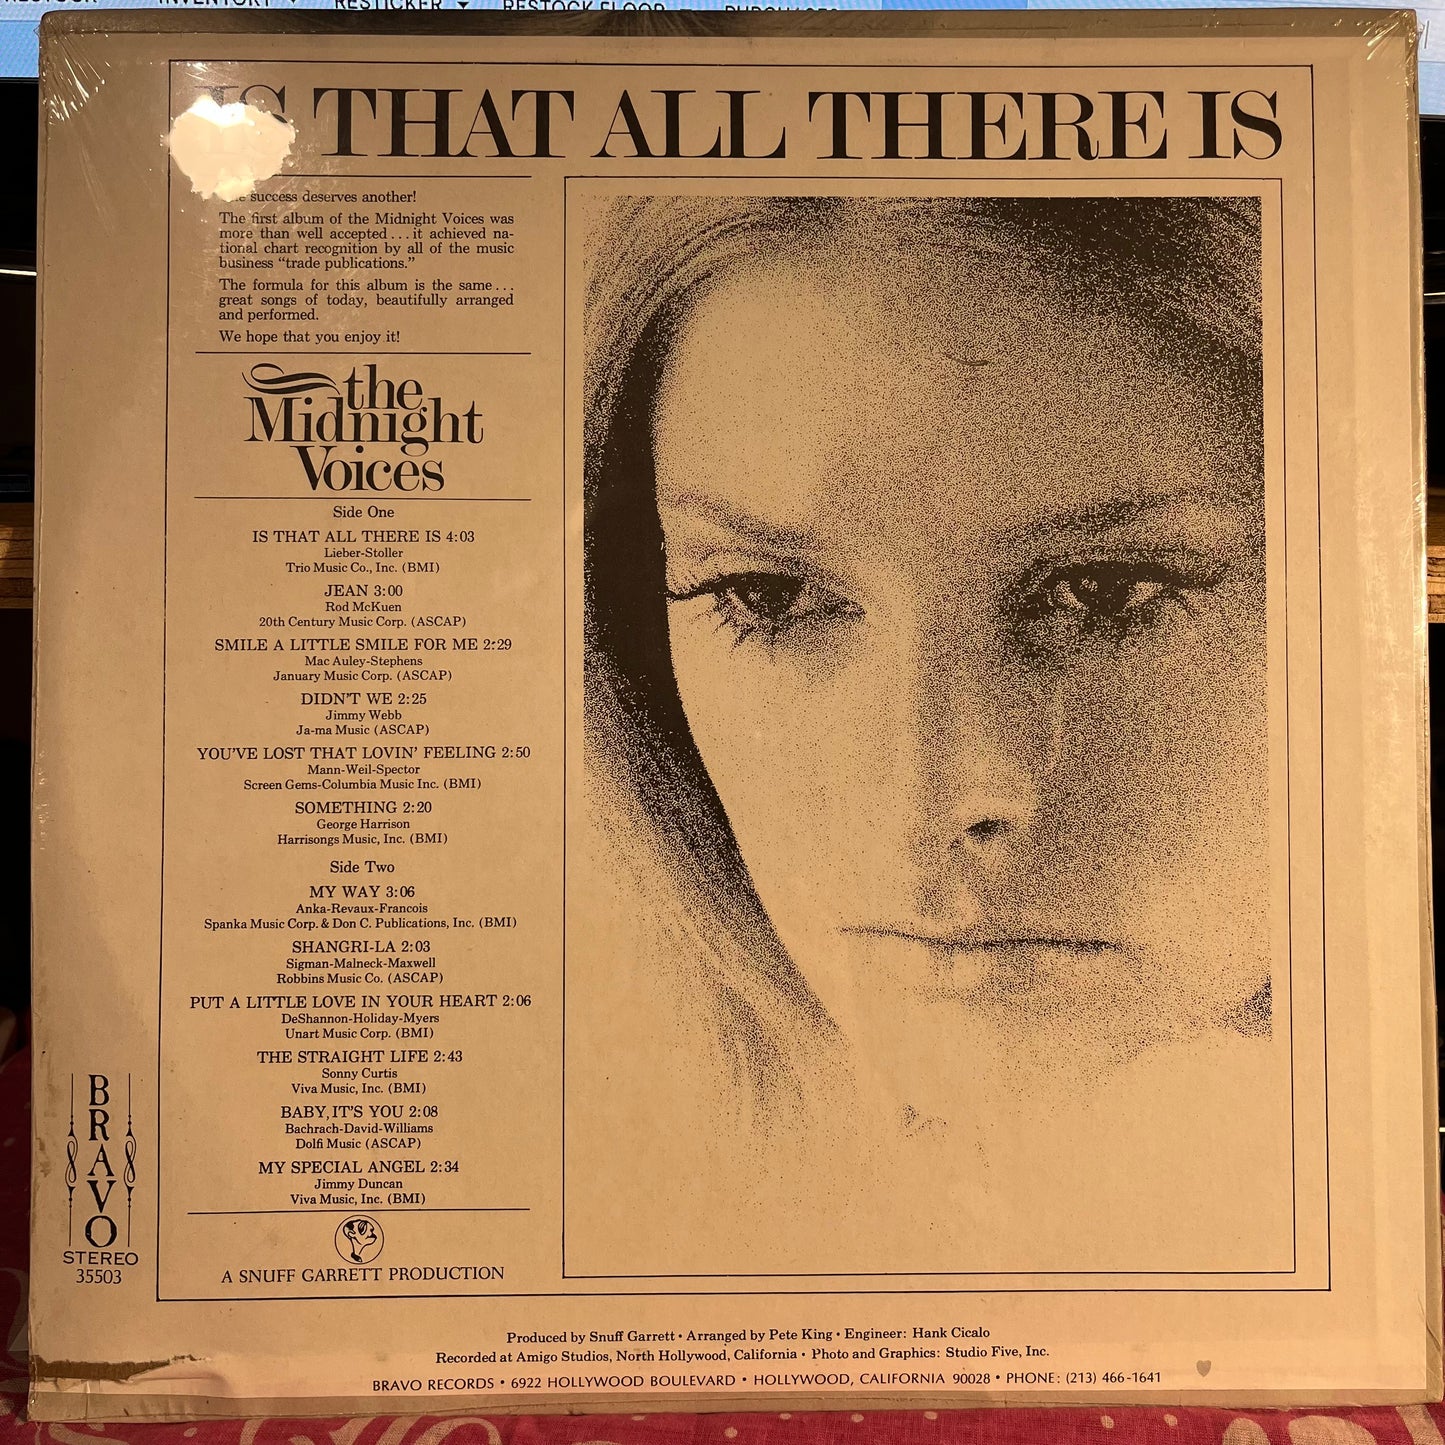 INVENTORY
RESTICKER
RESTOCK FLOOR
PURCHASES
IS THAT ALL THERE IS
success deserves another!
The first album of the Midnight Voices was
more than well accepted . . . it achieved na-
tional chart recognition by all of the music
business “trade publications.”
The formula for this album is the same . . .
great songs of today, beautifully arranged
and performed.
We hope that you enjoy it!
the
Midnight
Voices
Side One
IS THAT ALL THERE IS 4:03
Lieber-Stoller
Trio Music Co., Inc. (BMI)
JEAN 3:00
Rod McKuen
20th Century Music Corp. (ASCAP)
SMILE A LITTLE SMILE FOR ME 2:29
Mac Auley-Stephens
January Music Corp. (ASCAP)
DIDN'T WE 2:25
Jimmy Webb
Ja-ma Music (ASCAP)
YOU'VE LOST THAT LOVIN' FEELING 2:50
Mann-Weil-Spector
Screen Gems-Columbia Music Inc. (BMI)
SOMETHING 2:20
George Harrison
Harrisongs Music, Inc. (BMI)
Side Two
MY WAY 3:06
Anka-Revaux-Francois
Spanka Music Corp. & Don C. Publications, Inc. (BMI)
SHANGRI-LA 2:03
Sigman-Malneck-Maxwell
Robbins Music Co. (ASCAP)
PUT A LITTLE LOVE IN YOUR HEART 2:06
DeShannon-Holiday-Myers
Unart Music Corp. (BMI)
THE STRAIGHT LIFE 2:43
Sonny Curtis
Viva Music, Inc. (BMI)
BABY, IT'S YOU 2:08
Bachrach-David-Williams
Dolfi Music (ASCAP)
MY SPECIAL ANGEL 2:34
Jimmy Duncan
Viva Music, Inc. (BMI)
A SNUFF GARRETT PRODUCTION
BRAVO
STEREO
35503
Produced by Snuff Garrett • Arranged by Pete King • Engineer: Hank Cicalo
Recorded at Amigo Studios, North Hollywood, California • Photo and Graphics: Studio Five, Inc.
BRAVO RECORDS • 6922 HOLLYWOOD BOULEVARD • HOLLYWOOD, CALIFORNIA 90028 • PHONE: (213) 466-1641